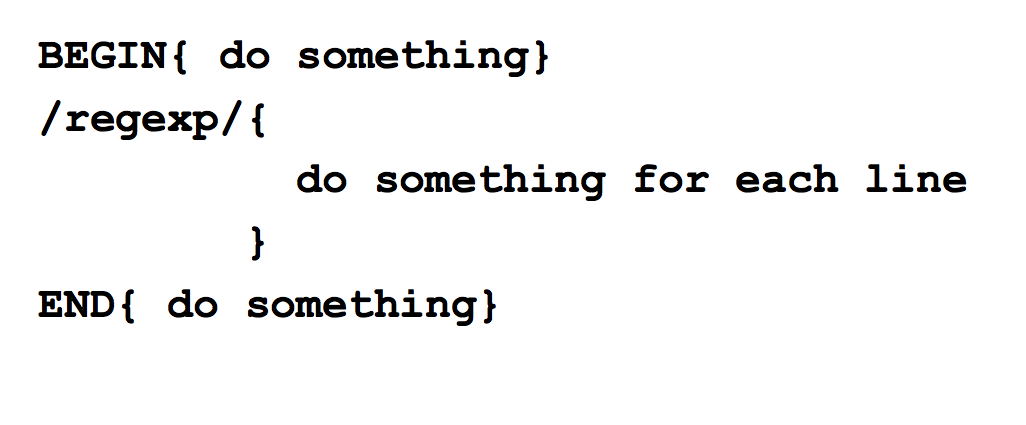 BEGIN{ do something}
/regexp/{
do something for each line
}
END{ do something}